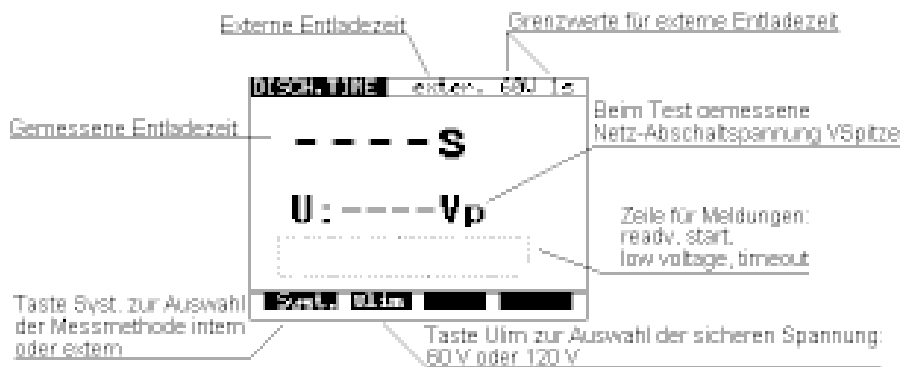 Externe Entladezeit
Grenzwerte für externe Entladezeit
DISCH.TIME exter. 60V 1s
Gemessene Entladezeit
----S
Beim Test gemessene
Netz-Abschaltspannung VSpitze
U:----Vp
Zeile für Meldungen:
ready, start,
low voltage, timeout
Syst. Ulim
Taste Syst. zur Auswahl
der Messmethode intern
oder extern
Taste Ulim zur Auswahl der sicheren Spannung:
60 V oder 120 V